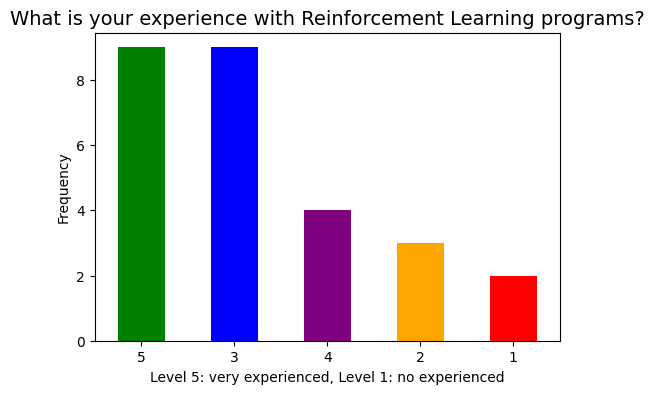 What is your experience with Reinforcement Learning programs?
8
6
4
2
0
Frequency
5 3 4 2 1
Level 5: very experienced, Level 1: no experienced